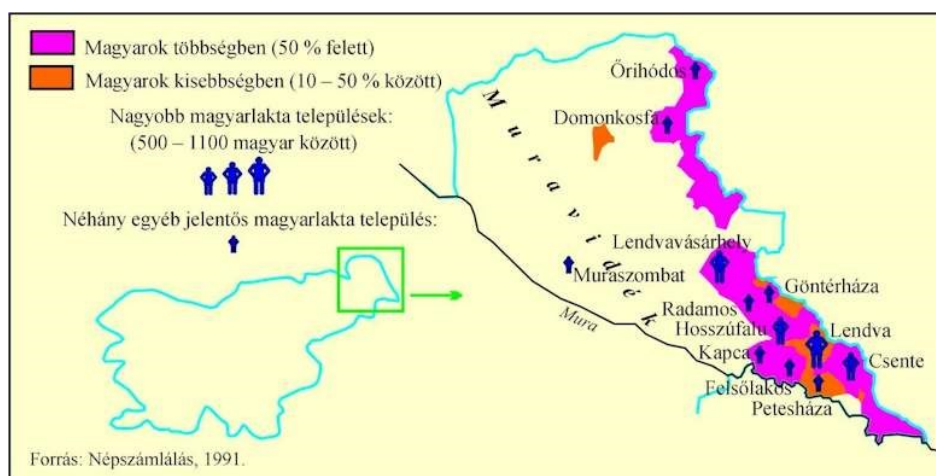 Magyarok többségben (50 % felett)
Magyarok kisebbségben (10 – 50 % között)
Nagyobb magyarlakta települések:
(500 – 1100 magyar között)
Néhány egyéb jelentős magyarlakta település:
Őrihódos
Domonkosfa
Muravidék
Lendvavásárhely
Muraszombat
Göntérháza
Radamos
Mura
Hosszúfalu
Lendva
Kapca
Csente
Felsőlakos
Petesháza
Forrás: Népszámlálás, 1991.